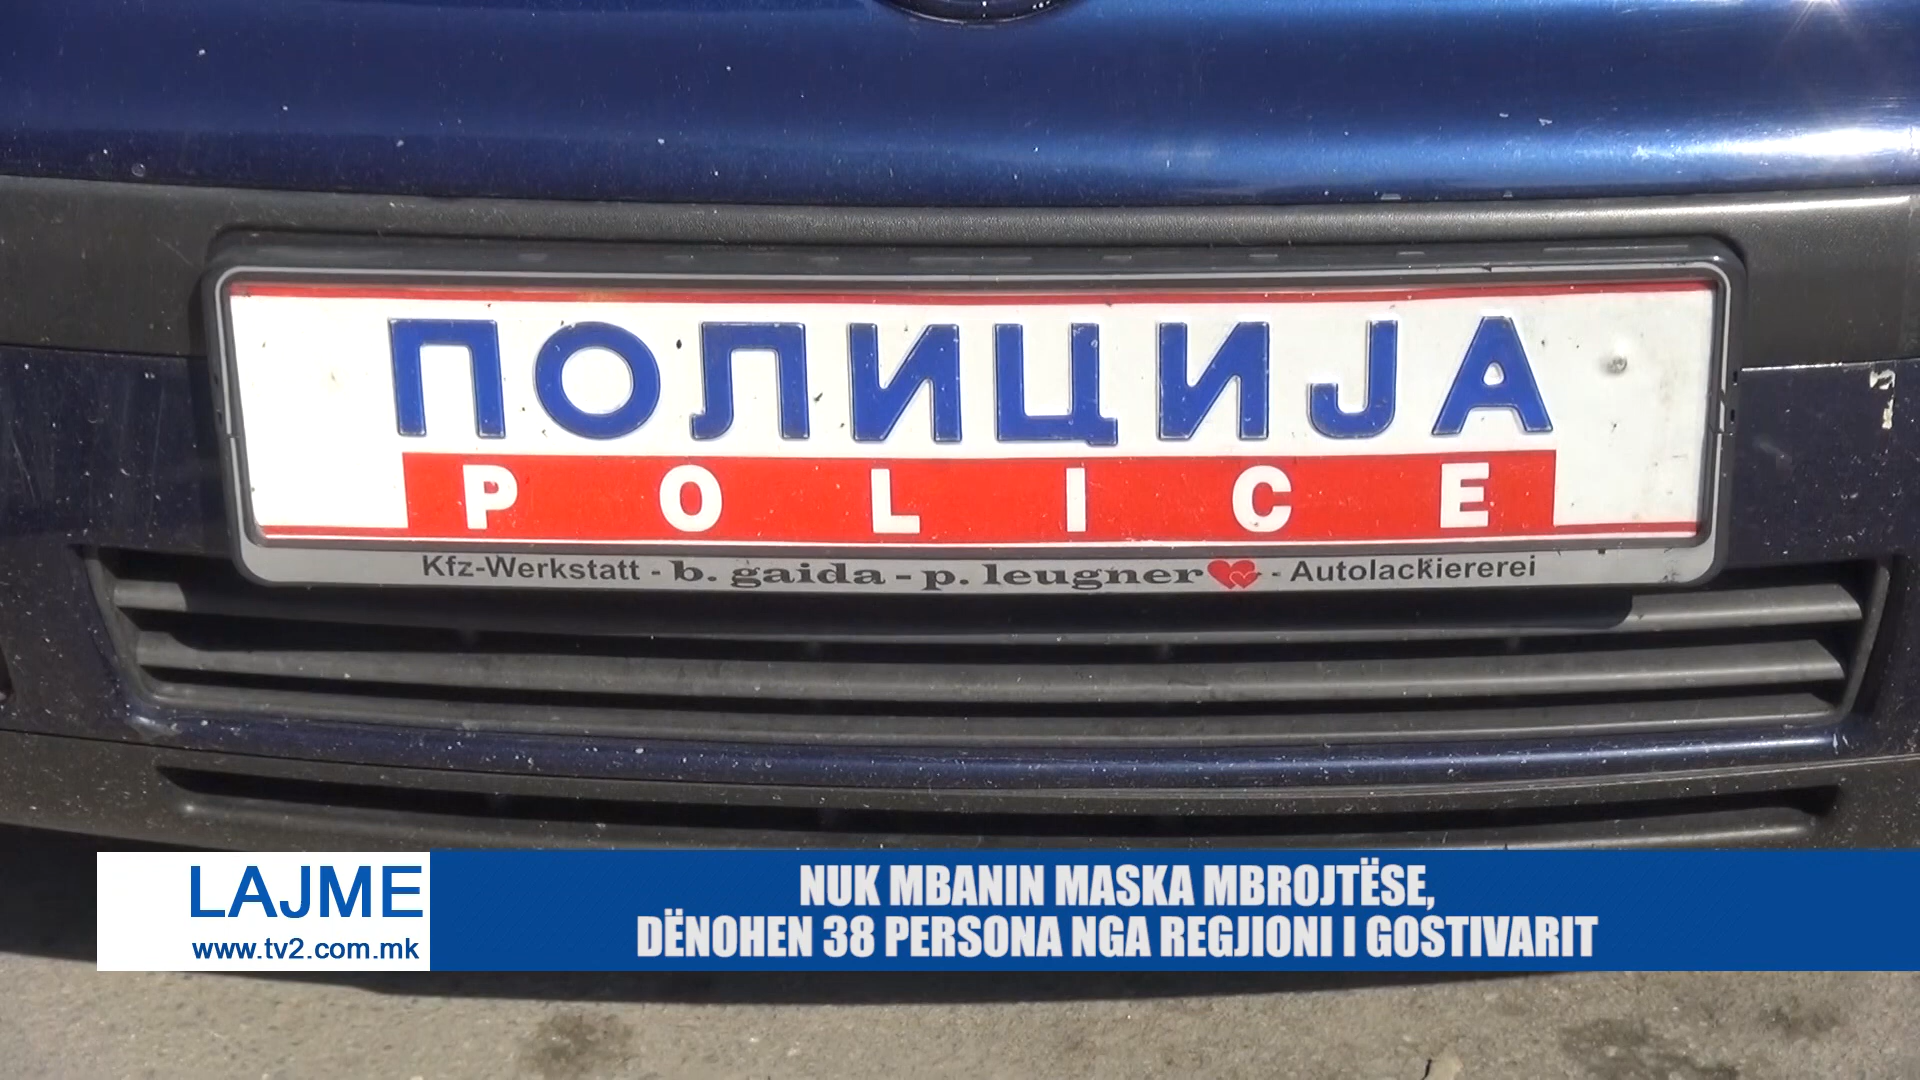 ПОЛИЦИЈА
POLICE
Kfz-Werkstatt - b. gaida - p. leugner - Autolackiererei
LAJME
www.tv2.com.mk
NUK MBANIN MASKA MBROJTËSE,
DËNOHEN 38 PERSONA NGA REGJIONI I GOSTIVARIT